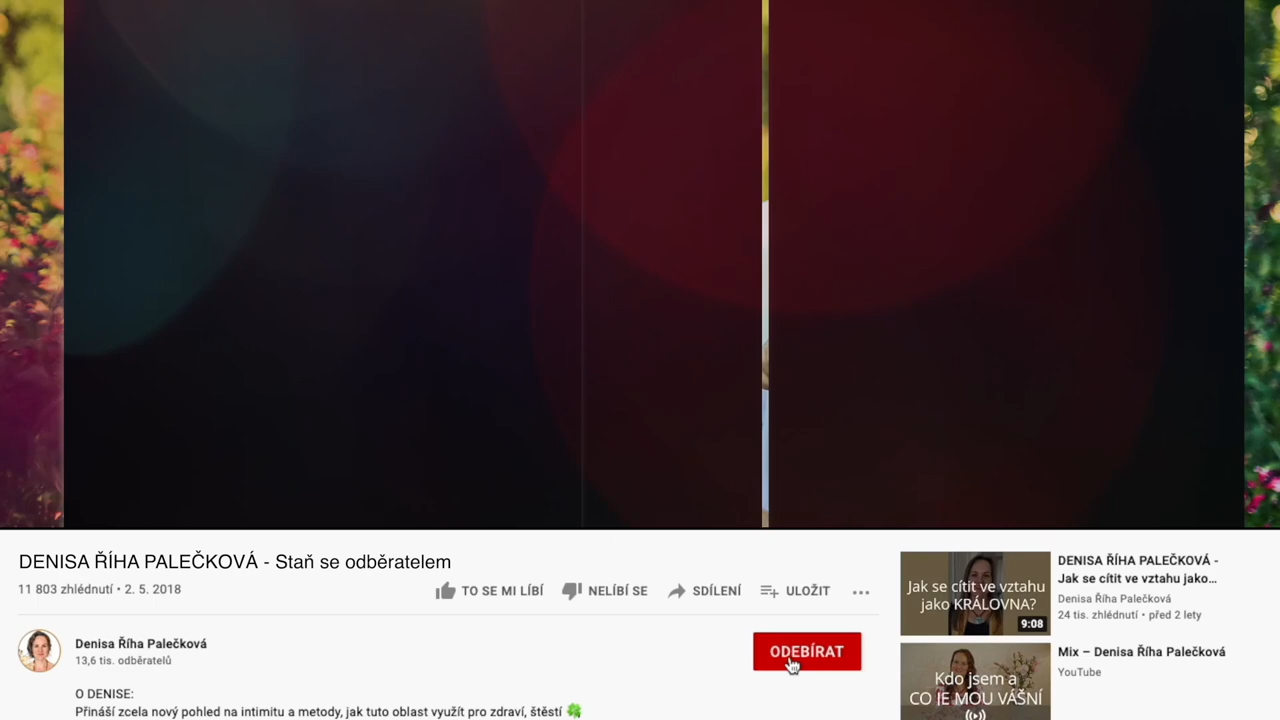 DENISA ŘÍHA PALEČKOVÁ - Staň se odběratelem
11 803 zhlédnutí • 2. 5. 2018
TO SE MI LÍBÍ
NELÍBÍ SE
SDÍLENÍ
ULOŽIT
Denisa Říha Palečková
13,6 tis. odběratelů
ODEBÍRAT
O DENISE:
Přináší zcela nový pohled na intimitu a metody, jak tuto oblast využít pro zdraví, štěstí 🍀
Jak se cítit ve vztahu
jako KRÁLOVNA?
9:08
DENISA ŘÍHA PALEČKOVÁ -
Jak se cítit ve vztahu jako...
Denisa Říha Palečková
24 tis. zhlédnutí • před 2 lety
Kdo jsem a
CO JE MOU VÁŠNÍ
Mix – Denisa Říha Palečková
YouTube